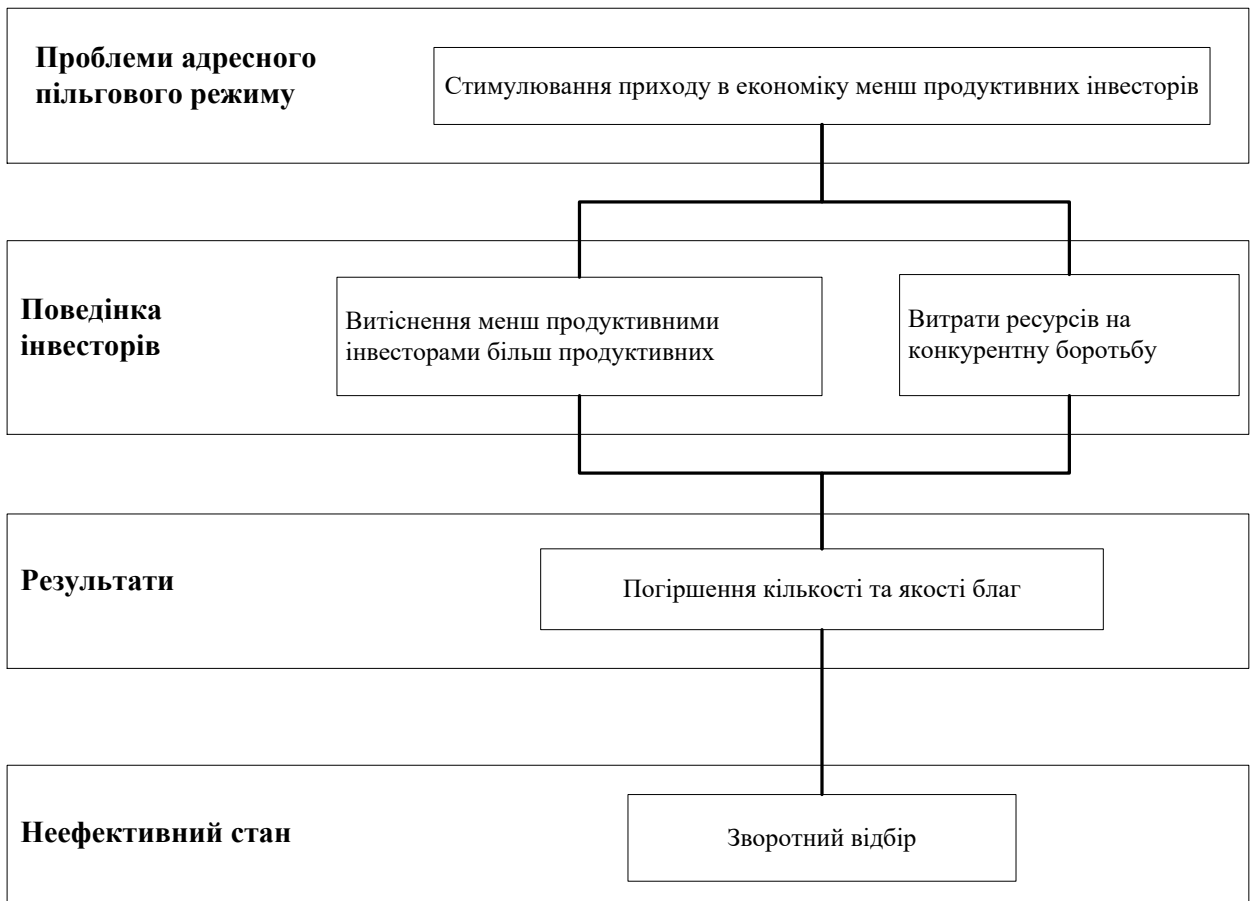 Проблеми адресного
пільгового режиму
Стимулювання приходу в економіку менш продуктивних інвесторів
Поведінка
інвесторів
Витіснення менш продуктивними
інвесторами більш продуктивних
Витрати ресурсів на
конкурентну боротьбу
Результати
Погіршення кількості та якості благ
Неефективний стан
Зворотний відбір